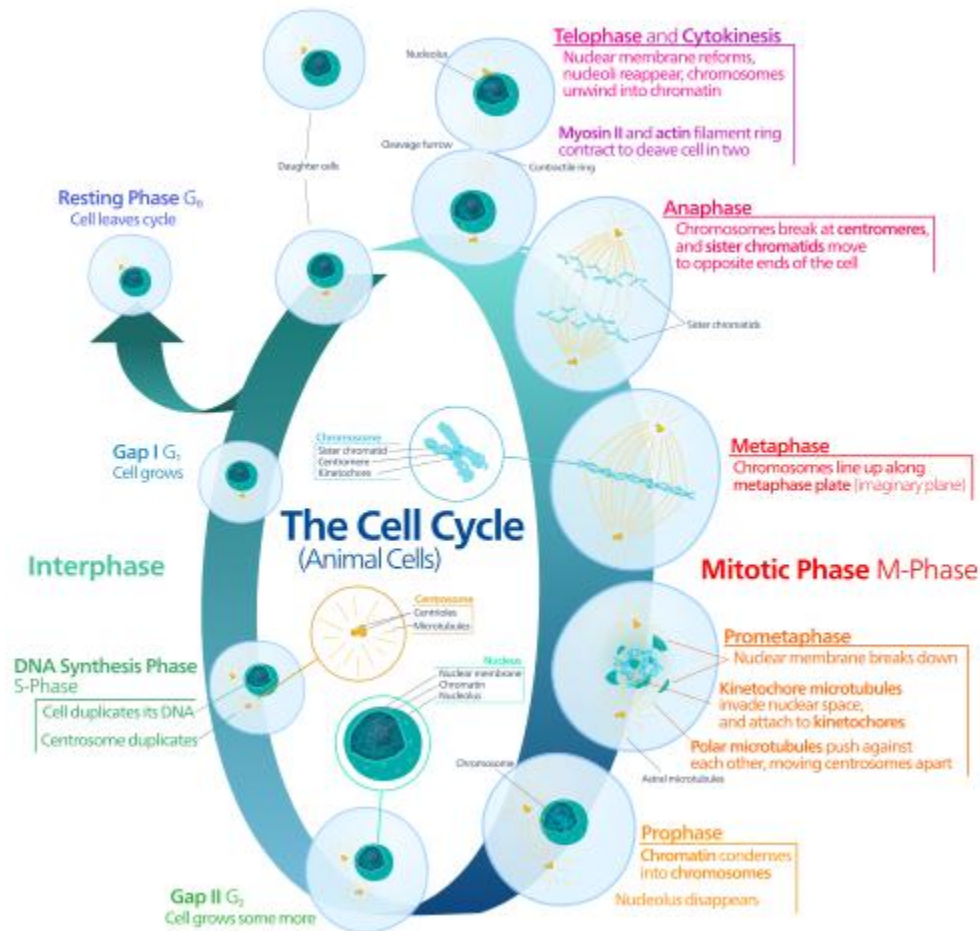 Telophase and Cytokinesis
Nuclear membrane reforms,
nucleoli reappear, chromosomes
unwind into chromatin
Myosin II and actin filament ring
contract to cleave cell in two
Nucleolus
Cleavage furrow
Contractile ring
Daughter cells
Resting Phase G₀
Cell leaves cycle
Anaphase
Chromosomes break at centromeres,
and sister chromatids move
to opposite ends of the cell
Sister chromatids
Gap I G₁
Cell grows
Chromosome
Sister chromatid
Centromere
Kinetochore
Metaphase
Chromosomes line up along
metaphase plate (imaginary plane)
The Cell Cycle
(Animal Cells)
Interphase
Mitotic Phase M-Phase
Centrosome
Centrioles
Microtubules
Prometaphase
Nuclear membrane breaks down
Kinetochore microtubules
invade nuclear space,
and attach to kinetochores
Polar microtubules push against
each other, moving centrosomes apart
Astral microtubules
DNA Synthesis Phase
S-Phase
Cell duplicates its DNA
Centrosome duplicates
Nucleus
Nuclear membrane
Chromatin
Nucleolus
Chromosome
Prophase
Chromatin condenses
into chromosomes
Nucleolus disappears
Gap II G₂
Cell grows some more